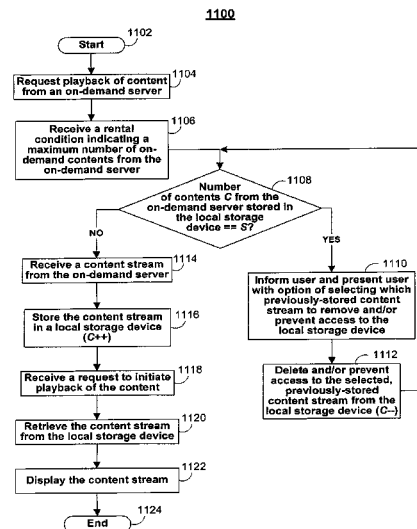 1100
1102
Start
1104
Request playback of content
from an on-demand server
1106
Receive a rental
condition indicating a
maximum number of on-
demand contents from the
on-demand server
1108
Number
of contents C from the
on-demand server stored in
the local storage
device == S?
NO
YES
1114
Receive a content stream
from the on-demand server
1116
Store the content stream
in a local storage device
(C++)
1118
Receive a request to initiate
playback of the content
1120
Retrieve the content stream
from the local storage device
1122
Display the content stream
End
1124
1110
Inform user and present user
with option of selecting which
previously-stored content
stream to remove and/or
prevent access to the local
storage device
1112
Delete and/or prevent
access to the selected,
previously-stored
content stream from the
local storage device (C--)